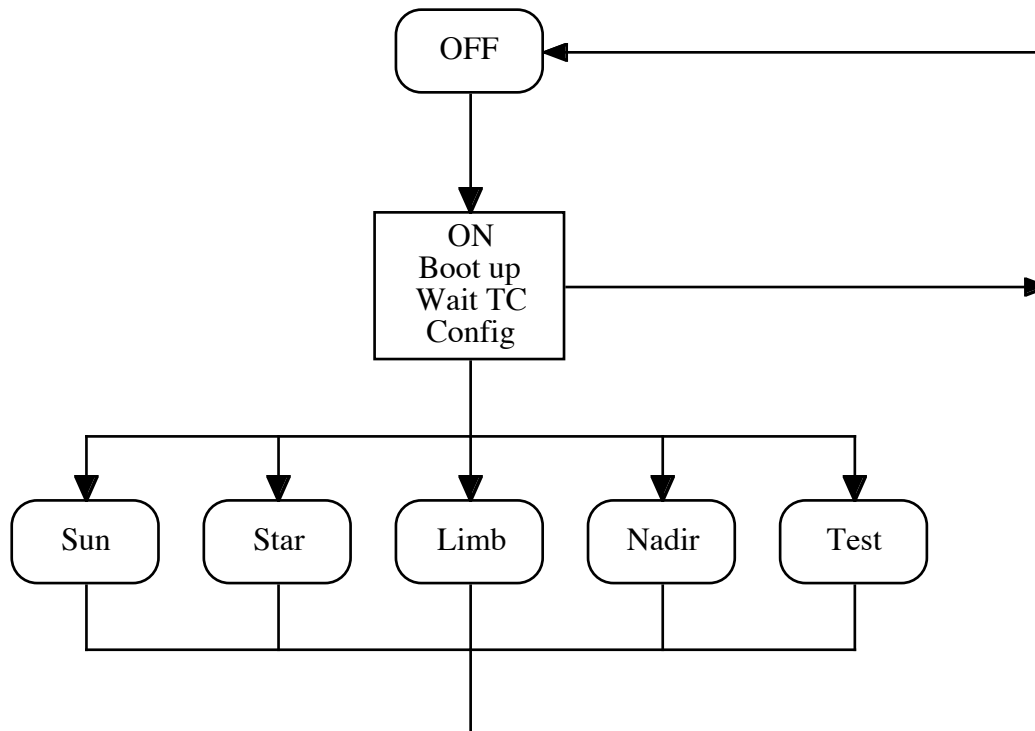 OFF
ON
Boot up
Wait TC
Config
Sun
Star
Limb
Nadir
Test